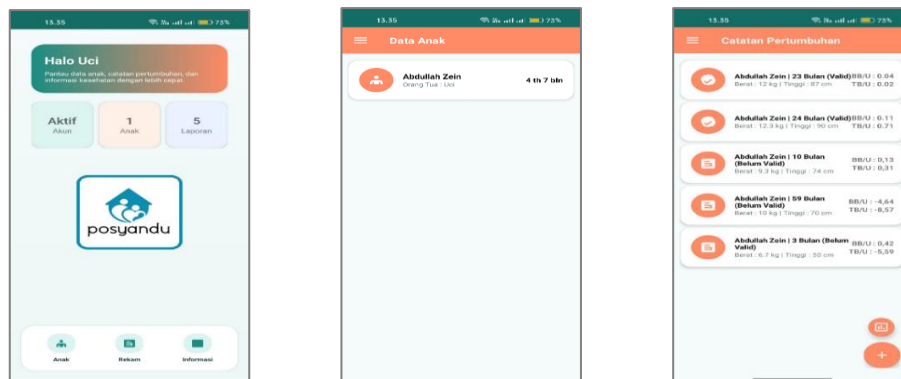 13.35
73%
Halo Uci
Pantau data anak, catatan pertumbuhan, dan
informasi kesehatan dengan lebih cepat.
Aktif
Akun
1
Anak
5
Laporan
posyandu
Anak
Rekam
Informasi
13.35
73%
Data Anak
Abdullah Zein
Orang Tua : Uci
4 th 7 bln
13.35
73%
Catatan Pertumbuhan
Abdullah Zein | 23 Bulan (Valid) BB/U : 0.04
Berat : 12 kg | Tinggi : 87 cm TB/U : 0.02
Abdullah Zein | 24 Bulan (Valid) BB/U : 0.11
Berat : 12.3 kg | Tinggi : 90 cm TB/U : 0.71
Abdullah Zein | 10 Bulan
(Belum Valid)
Berat : 9.3 kg | Tinggi : 74 cm
BB/U : 0,13
TB/U : 0,31
Abdullah Zein | 59 Bulan
(Belum Valid)
Berat : 10 kg | Tinggi : 70 cm
BB/U : -4,64
TB/U : -8,57
Abdullah Zein | 3 Bulan (Belum
Valid)
Berat : 6.7 kg | Tinggi : 50 cm
BB/U : 0,42
TB/U : -5,59